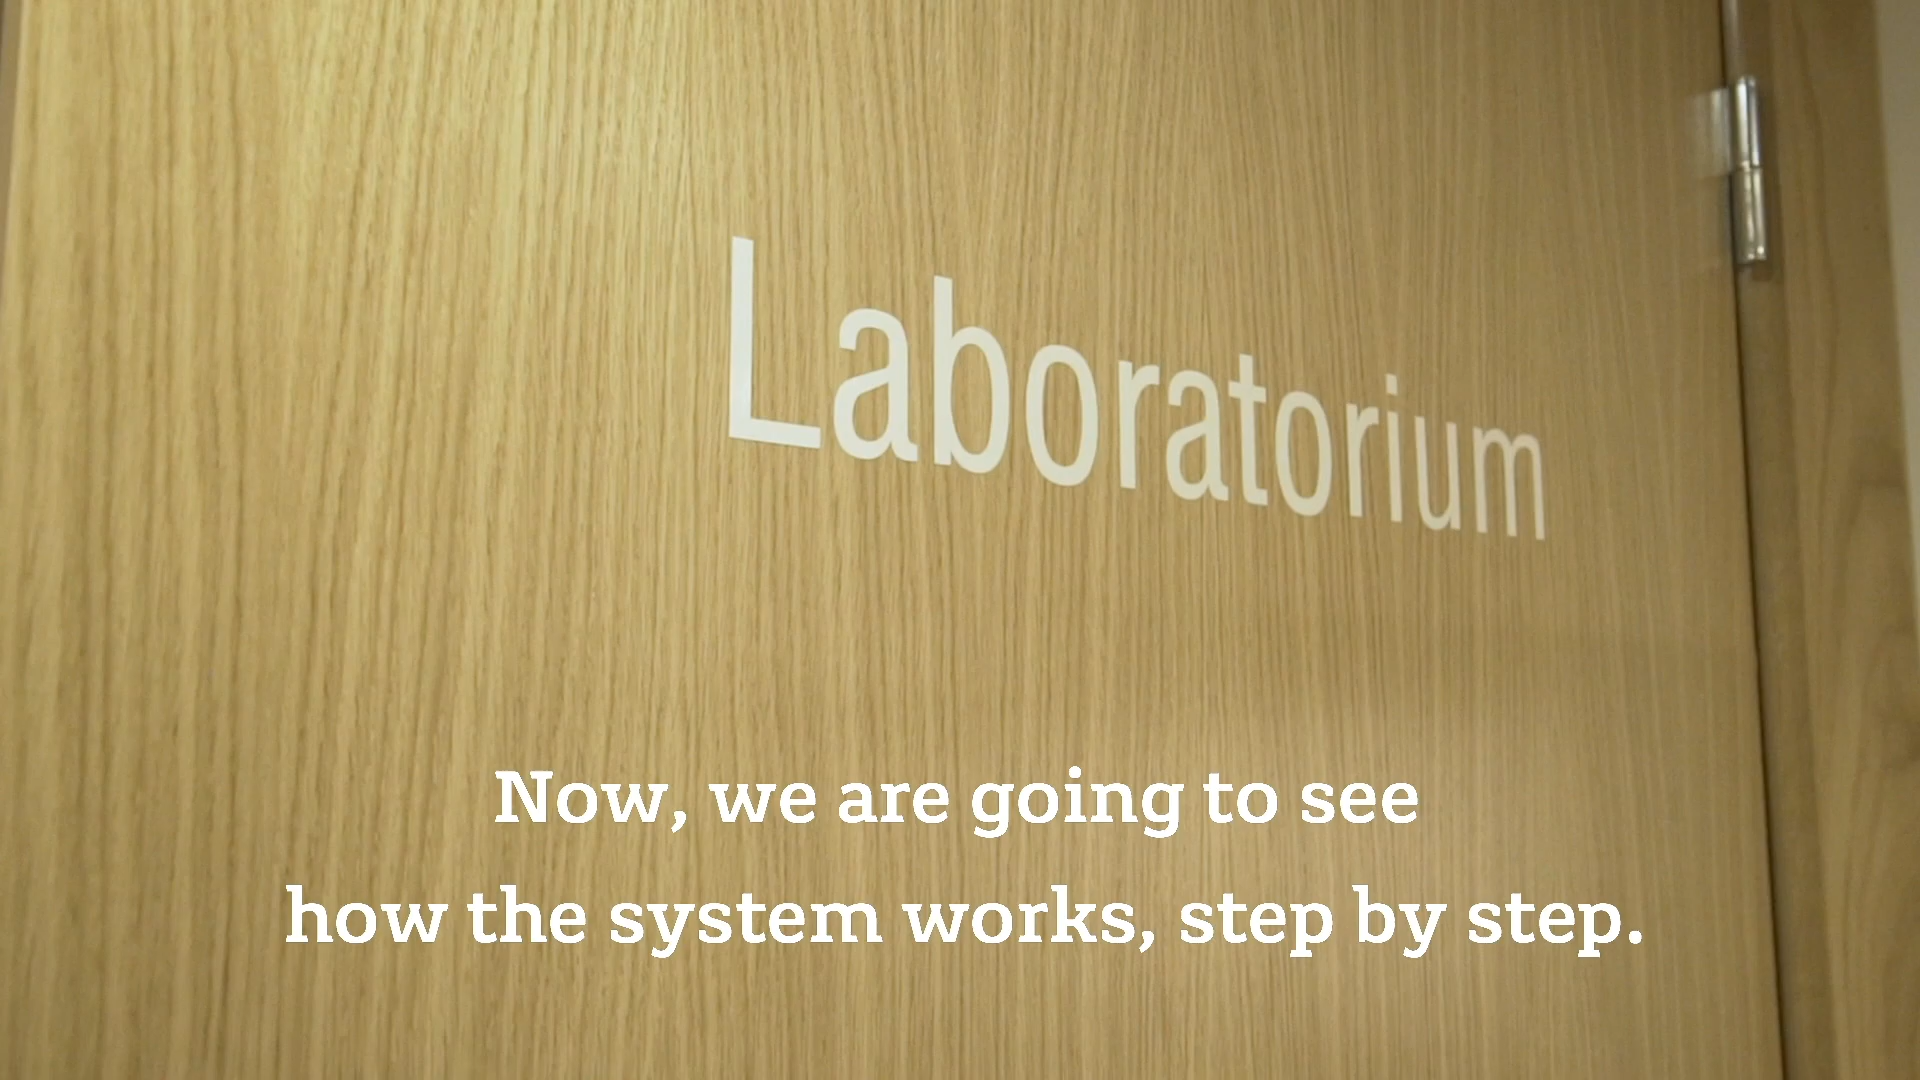 Laboratorium
Now, we are going to see
how the system works, step by step.